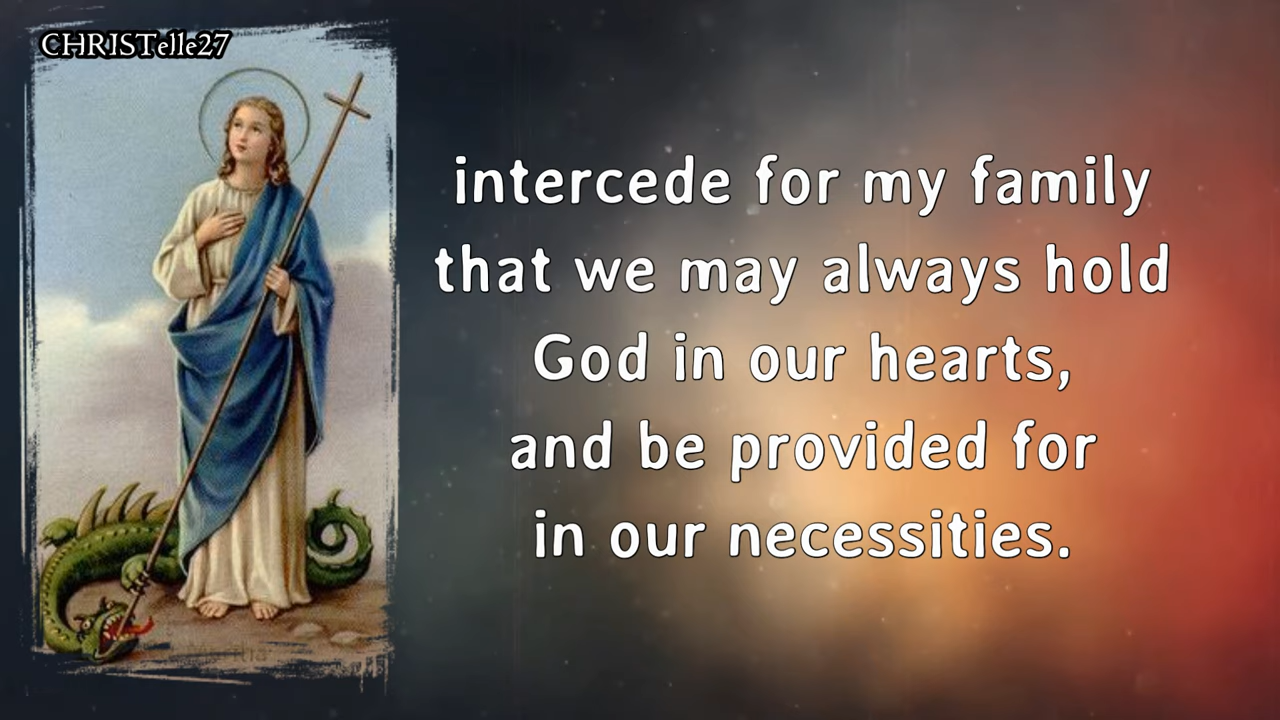 CHRISTelle27
intercede for my family
that we may always hold
God in our hearts,
and be provided for
in our necessities.